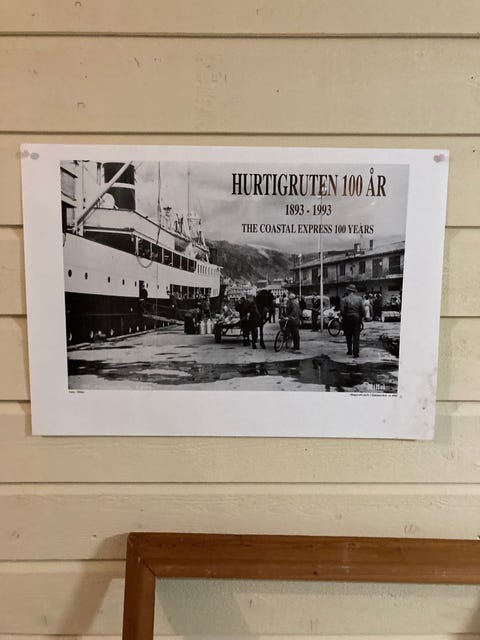 HURTIGRUTEN 100 ÅR
1893 - 1993
THE COASTAL EXPRESS 100 YEARS